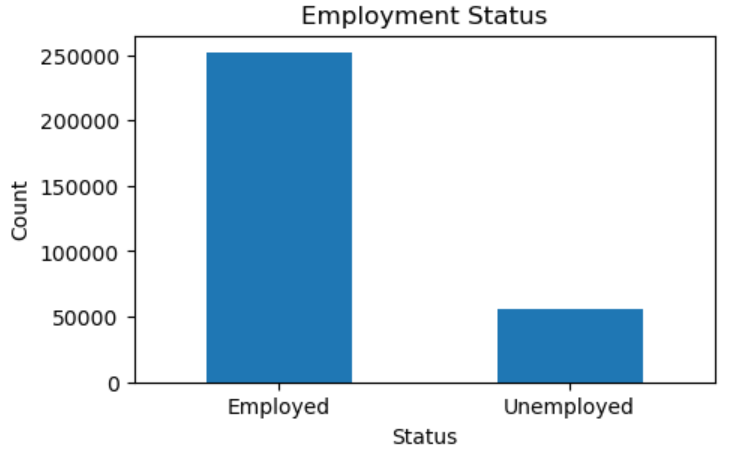 Employment Status
250000
200000
150000
100000
50000
0
Count
Employed Unemployed
Status